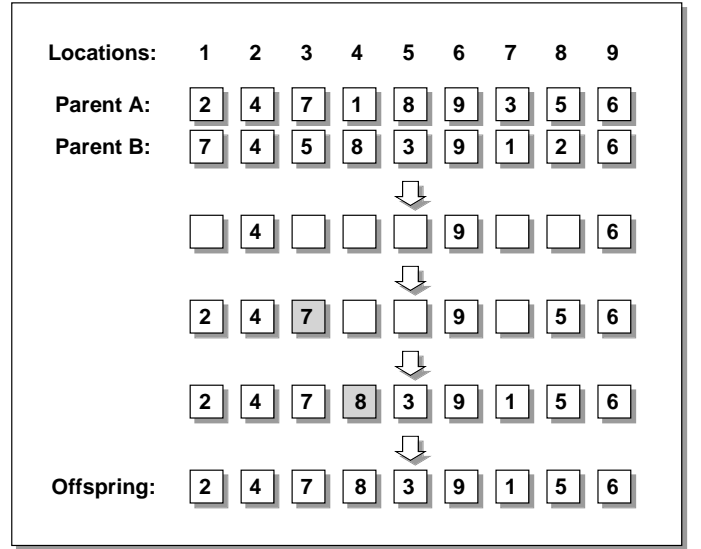 Locations: 1 2 3 4 5 6 7 8 9
Parent A: 2 4 7 1 8 9 3 5 6
Parent B: 7 4 5 8 3 9 1 2 6
4 9 6
2 4 7 9 5 6
2 4 7 8 3 9 1 5 6
Offspring: 2 4 7 8 3 9 1 5 6